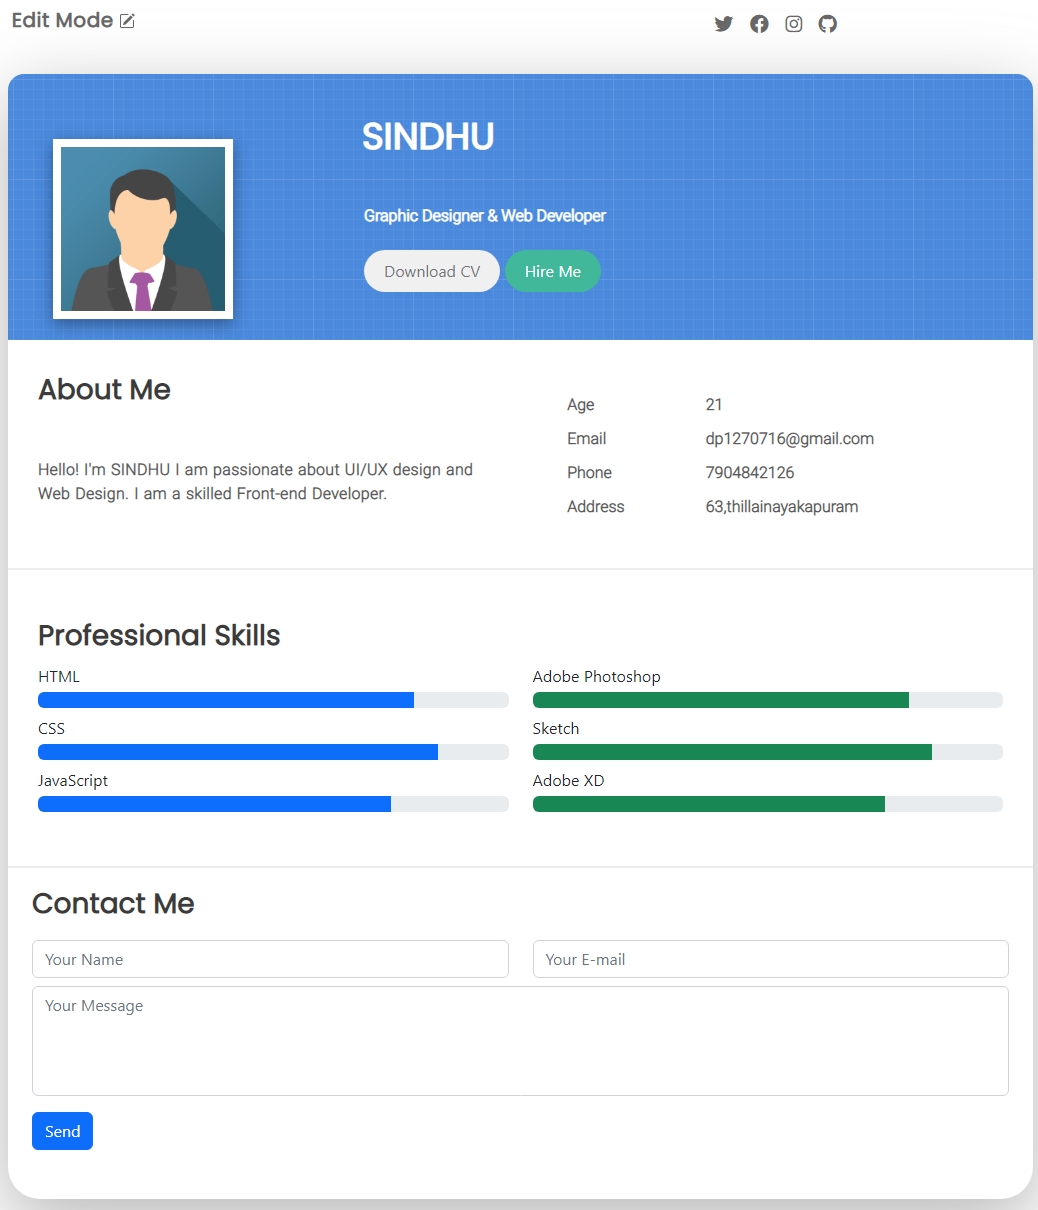 Edit Mode
SINDHU
Graphic Designer & Web Developer
Download CV Hire Me
About Me
Hello! I'm SINDHU I am passionate about UI/UX design and
Web Design. I am a skilled Front-end Developer.
Age 21
Email dp1270716@gmail.com
Phone 7904842126
Address 63,thillainayakapuram
Professional Skills
HTML
CSS
JavaScript
Adobe Photoshop
Sketch
Adobe XD
Contact Me
Your Name
Your E-mail
Your Message
Send